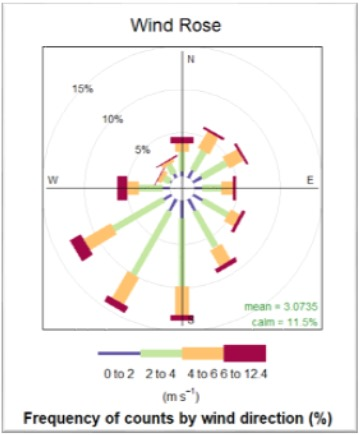 Wind Rose
N
15%
10%
5%
W
E
S
mean = 3.0735
calm = 11.5%
0 to 2 2 to 4 4 to 6 6 to 12.4
(m s⁻¹)
Frequency of counts by wind direction (%)